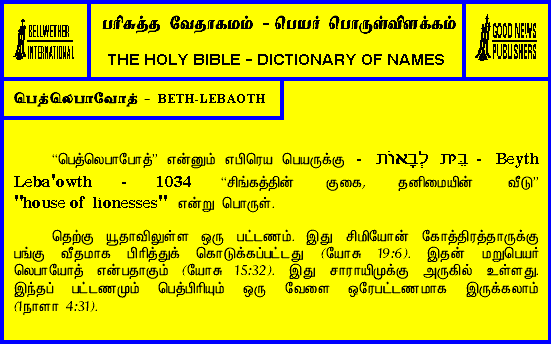 BELLWETHER
INTERNATIONAL
பரிசுத்த வேதாகமம் - பெயர் பொருள்விளக்கம்
THE HOLY BIBLE - DICTIONARY OF NAMES
GOOD NEWS
PUBLISHERS
பெத்லெபாவோத் - BETH-LEBAOTH
“பெத்லெபாபோத்” என்னும் எபிரெய பெயருக்கு - בֵּית לְבָאוֹת - Beyth
Leba'owth - 1034 “சிங்கத்தின் குகை, தனிமையின் வீடு”
"house of lionesses" என்று பொருள்.
தெற்கு யூதாவிலுள்ள ஒரு பட்டணம். இது சிமியோன் கோத்திரத்தாருக்கு
பங்கு வீதமாக பிரித்துக் கொடுக்கப்பட்டது (யோசு 19:6). இதன் மறுபெயர்
லெபாயோத் என்பதாகும் (யோசு 15:32). இது சாராயிமுக்கு அருகில் உள்ளது.
இந்தப் பட்டணமும் பெத்பிரியும் ஒரு வேளை ஒரேபட்டணமாக இருக்கலாம்
(1நாளா 4:31).